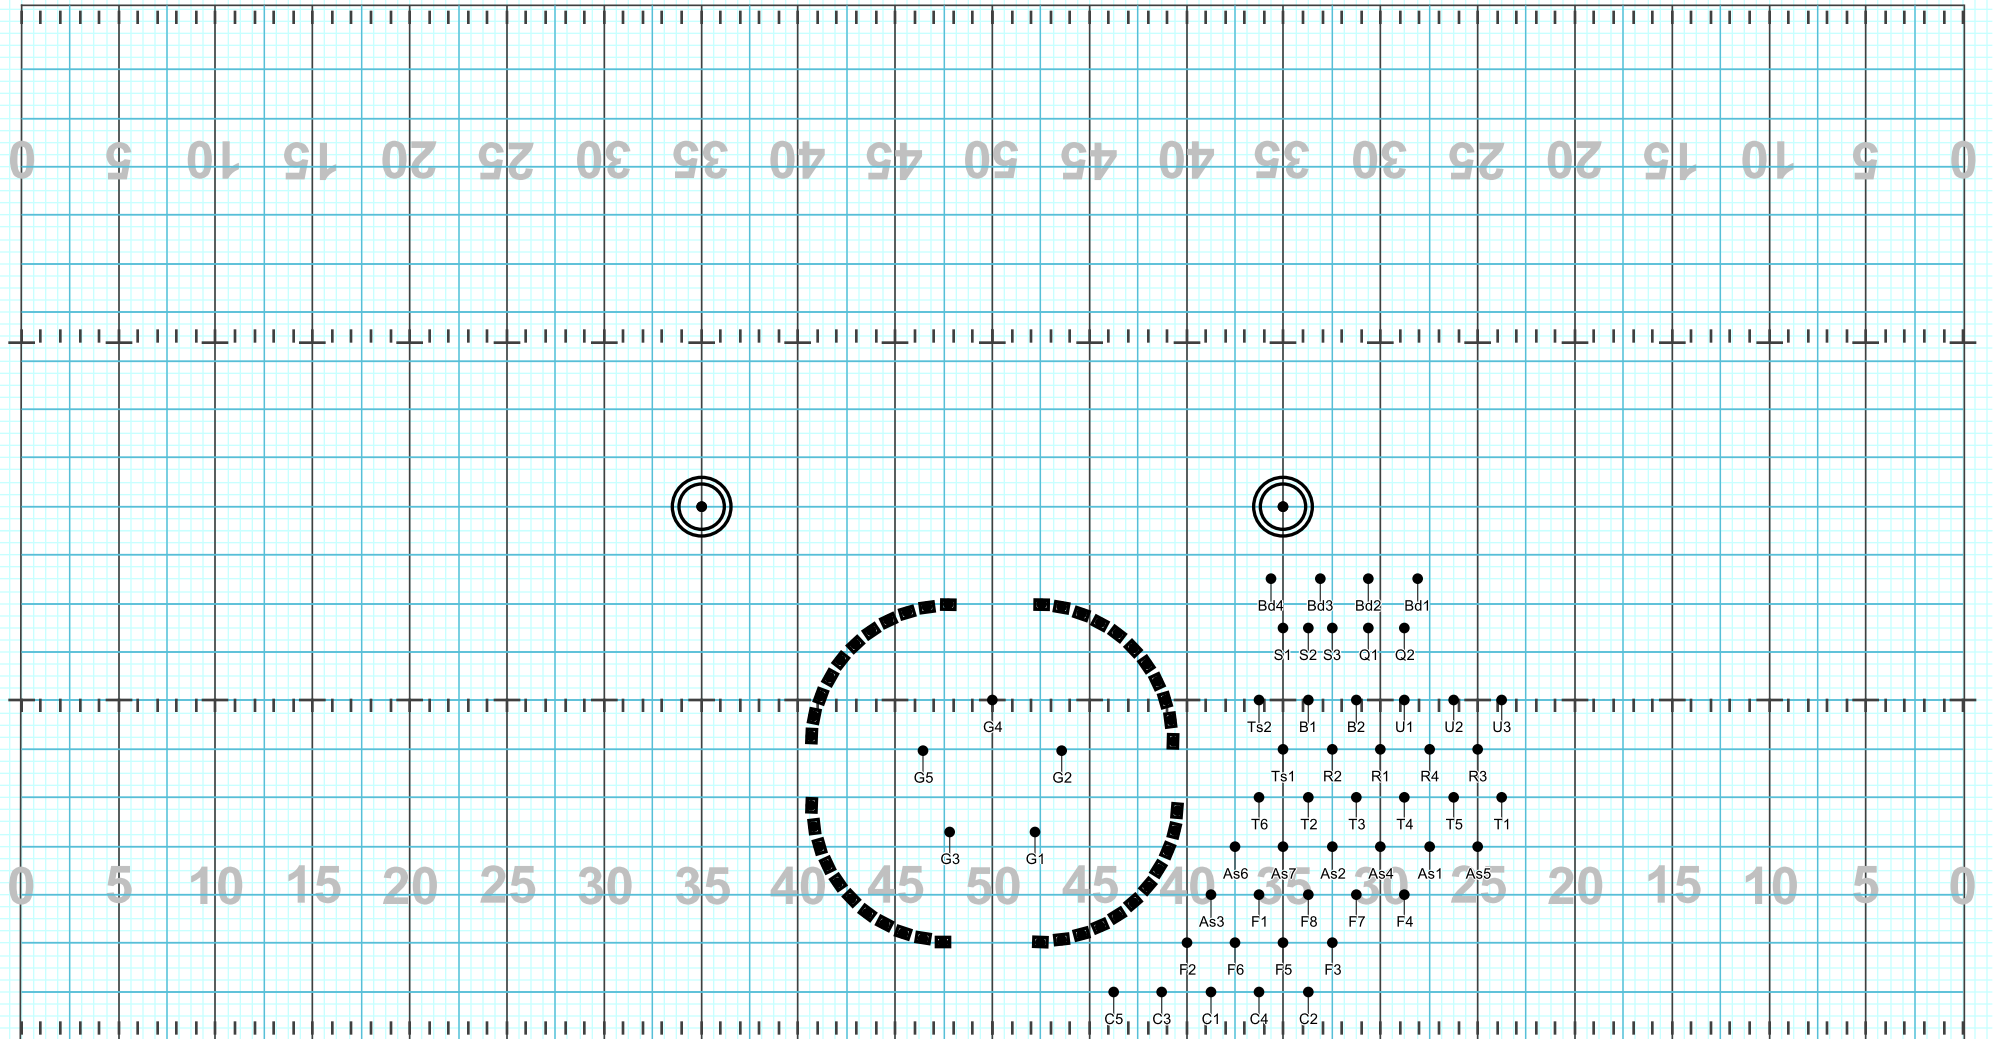 0 5 10 15 20 25 30 35 40 45 50 45 40 35 30 25 20 15 10 5 0
Bd4 Bd3 Bd2 Bd1
S1 S2 S3 Q1 Q2
G4 Ts2 B1 B2 U1 U2 U3
G5 G2 Ts1 R2 R1 R4 R3
T6 T2 T3 T4 T5 T1
G3 G1 As6 As7 As2 As4 As1 As5
0 5 10 15 20 25 30 35 40 45 50 45 40 35 30 25 20 15 10 5 0
As3 F1 F8 F7 F4
F2 F6 F5 F3
C5 C3 C1 C4 C2